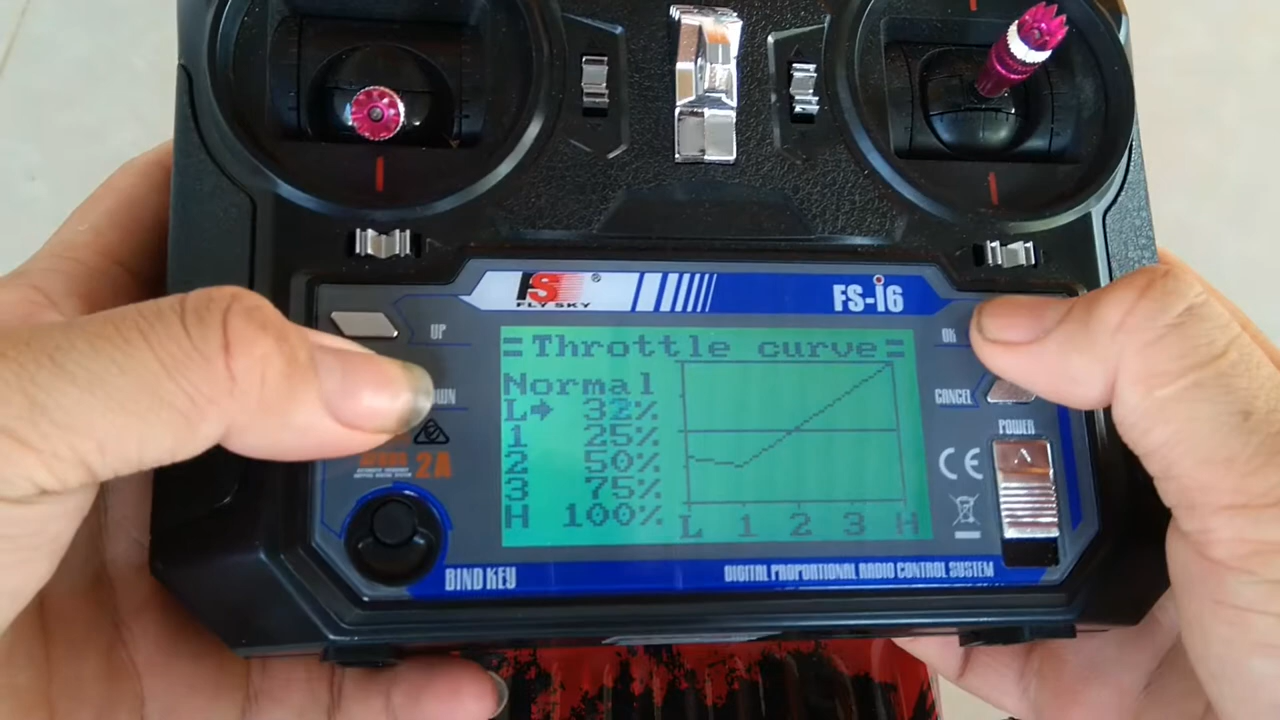 FS®
FLY SKY
FS-i6
UP
OK
=Throttle curve=
Normal
L➔ 32%
1 25%
2 50%
3 75%
H 100%
L 1 2 3 H
CANCEL
POWER
2A
CE
BIND KEY
DIGITAL PROPORTIONAL RADIO CONTROL SYSTEM